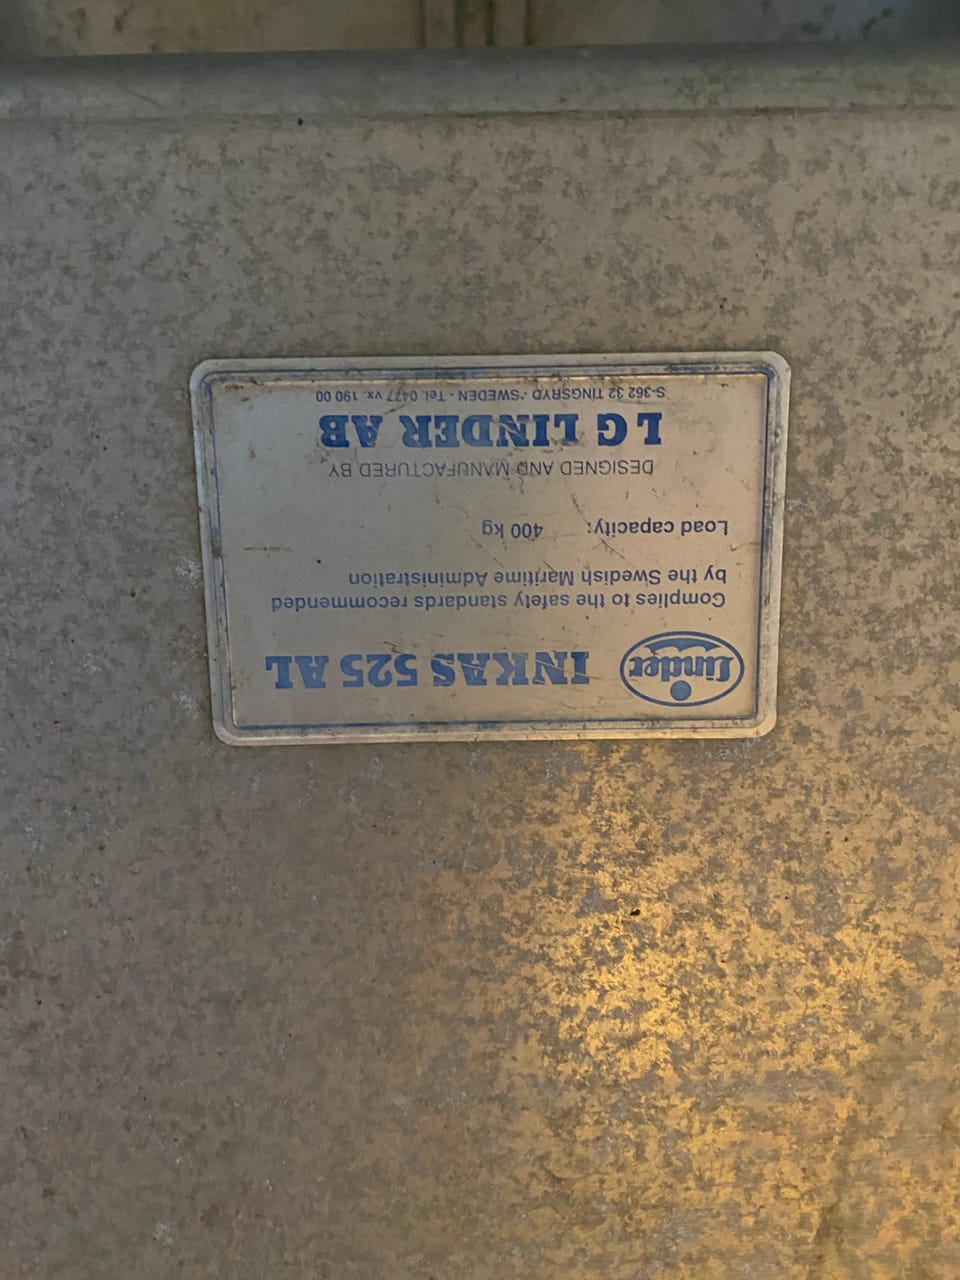 Linder INKAS 525 AL
Complies to the safety standards recommended
by the Swedish Maritime Administration
Load capacity: 400 kg
DESIGNED AND MANUFACTURED BY
LG LINDER AB
S-362 32 TINGSRYD - SWEDEN - Tel. 0477 vx. 190 00